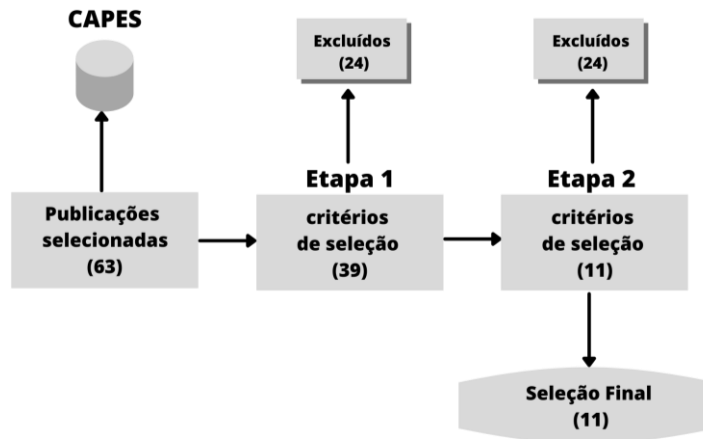 CAPES
Publicações
selecionadas
(63)
Excluídos
(24)
Etapa 1
critérios
de seleção
(39)
Excluídos
(24)
Etapa 2
critérios
de seleção
(11)
Seleção Final
(11)